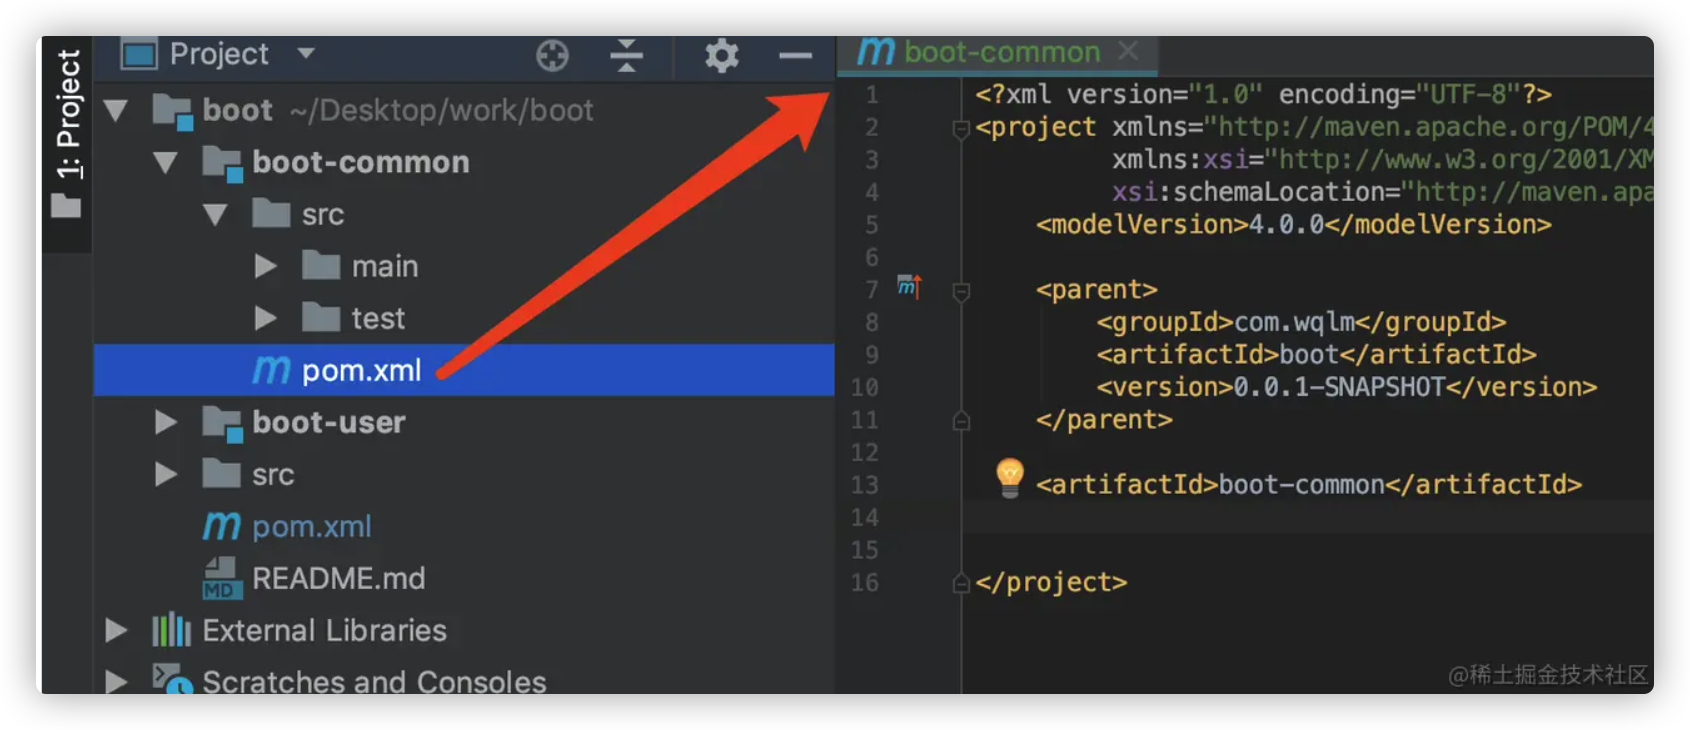 1: Project
Project
boot ~/Desktop/work/boot
boot-common
src
main
test
pom.xml
boot-user
src
pom.xml
MD README.md
External Libraries
Scratches and Consoles
boot-common
1 <?xml version="1.0" encoding="UTF-8"?>
2 <project xmlns="http://maven.apache.org/POM/4
3 xmlns:xsi="http://www.w3.org/2001/XM
4 xsi:schemaLocation="http://maven.apa
5 <modelVersion>4.0.0</modelVersion>
6
7 <parent>
8 <groupId>com.wqlm</groupId>
9 <artifactId>boot</artifactId>
10 <version>0.0.1-SNAPSHOT</version>
11 </parent>
12
13 <artifactId>boot-common</artifactId>
14
15
16 </project>
@稀土掘金技术社区